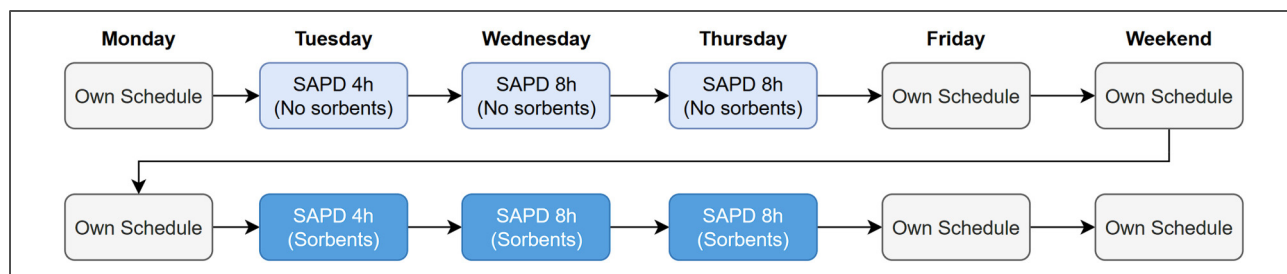 Monday Tuesday Wednesday Thursday Friday Weekend
Own Schedule
SAPD 4h
(No sorbents)
SAPD 8h
(No sorbents)
SAPD 8h
(No sorbents)
Own Schedule
Own Schedule
Own Schedule
SAPD 4h
(Sorbents)
SAPD 8h
(Sorbents)
SAPD 8h
(Sorbents)
Own Schedule
Own Schedule